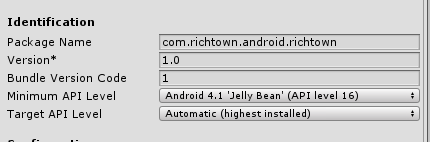 Identification
Package Name com.richtown.android.richtown
Version* 1.0
Bundle Version Code 1
Minimum API Level Android 4.1 'Jelly Bean' (API level 16)
Target API Level Automatic (highest installed)